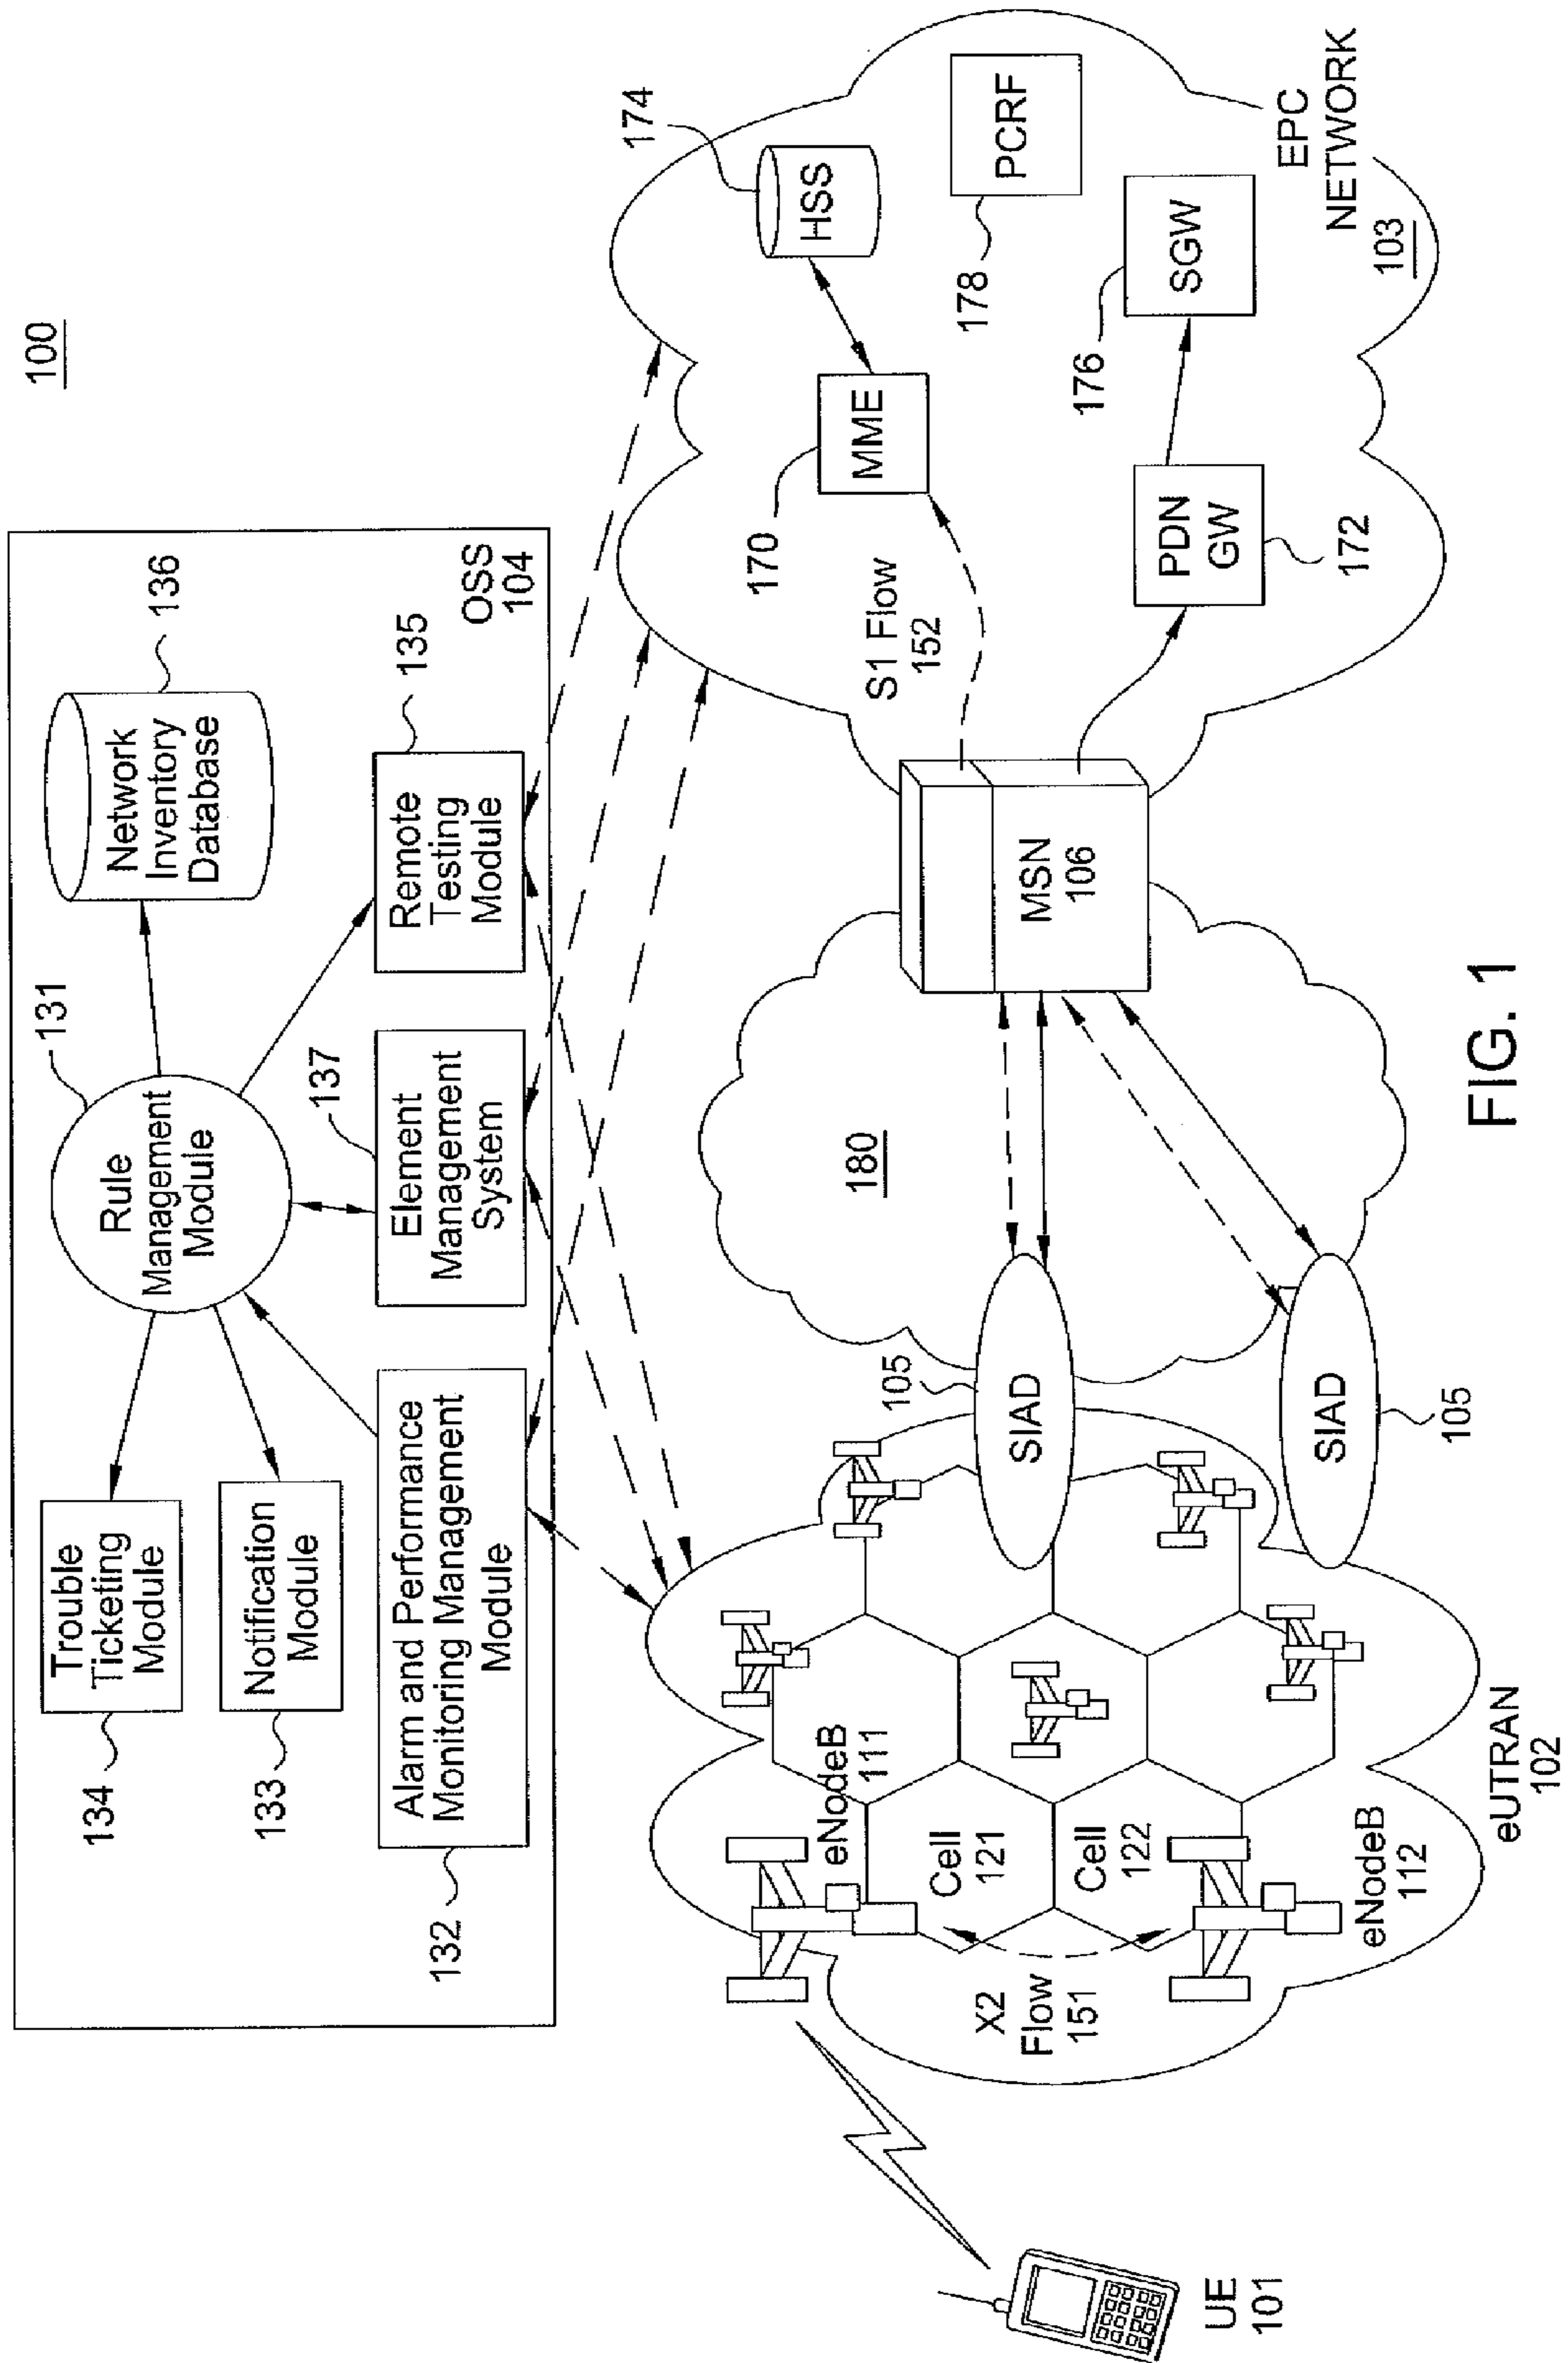 100
Trouble
Ticketing
Module
134
Notification
Module
133
Rule
Management
Module
131
Network
Inventory
Database
136
Alarm and Performance
Monitoring Management
Module
132
Element
Management
System
137
Remote
Testing
Module
135
OSS
104
UE
101
eNodeB
111
Cell
121
Cell
122
X2
Flow
151
eNodeB
112
eUTRAN
102
SIAD
105
SIAD
105
180
MSN
106
S1 Flow
152
MME
170
HSS
174
PCRF
178
SGW
176
PDN
GW
172
EPC
NETWORK
103
FIG. 1